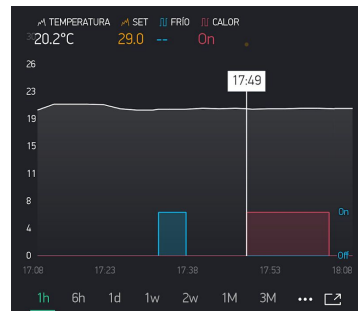 TEMPERATURA SET FRÍO CALOR
30
20.2°C 29.0 -- On
26
17:49
23
19
15
11
8
On
4
0 Off
17:08 17:23 17:38 17:53 18:08
1h 6h 1d 1w 2w 1M 3M •••